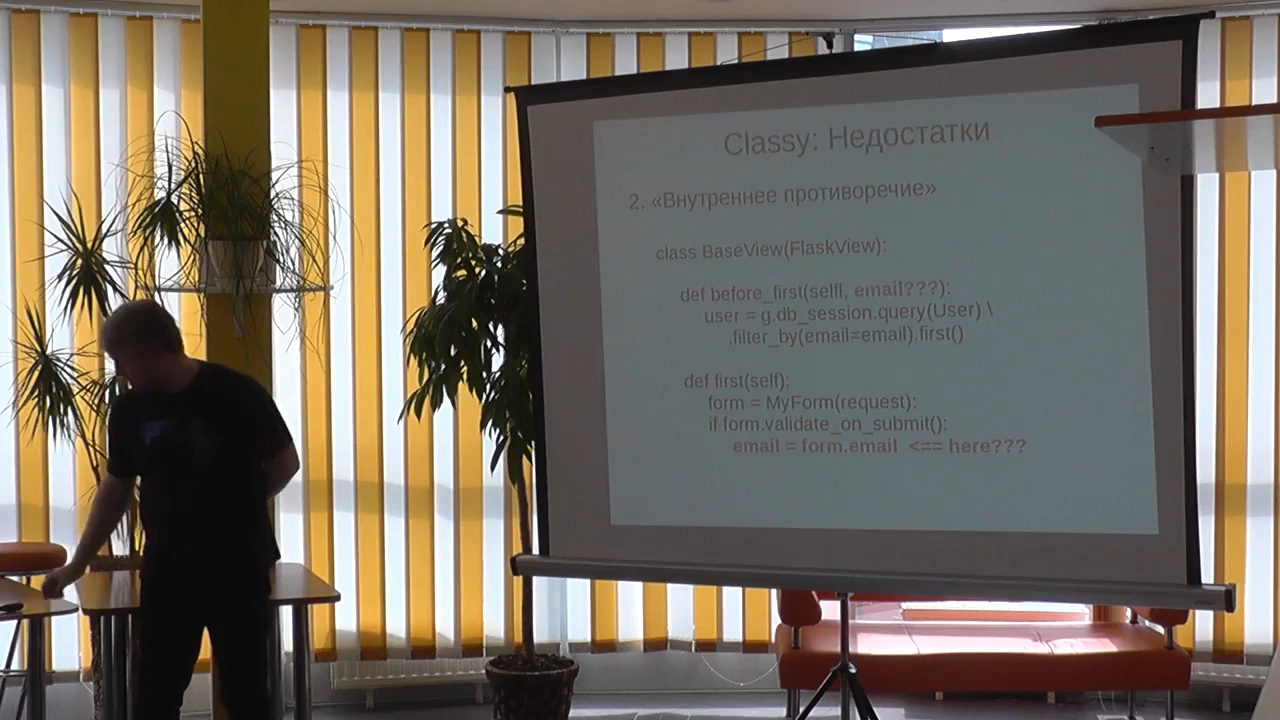 Classy: Недостатки
2. «Внутреннее противоречие»
class BaseView(FlaskView):
def before_first(selfl, email???):
user = g.db_session.query(User) \
.filter_by(email=email).first()
def first(self):
form = MyForm(request):
if form.validate_on_submit():
email = form.email <== here???